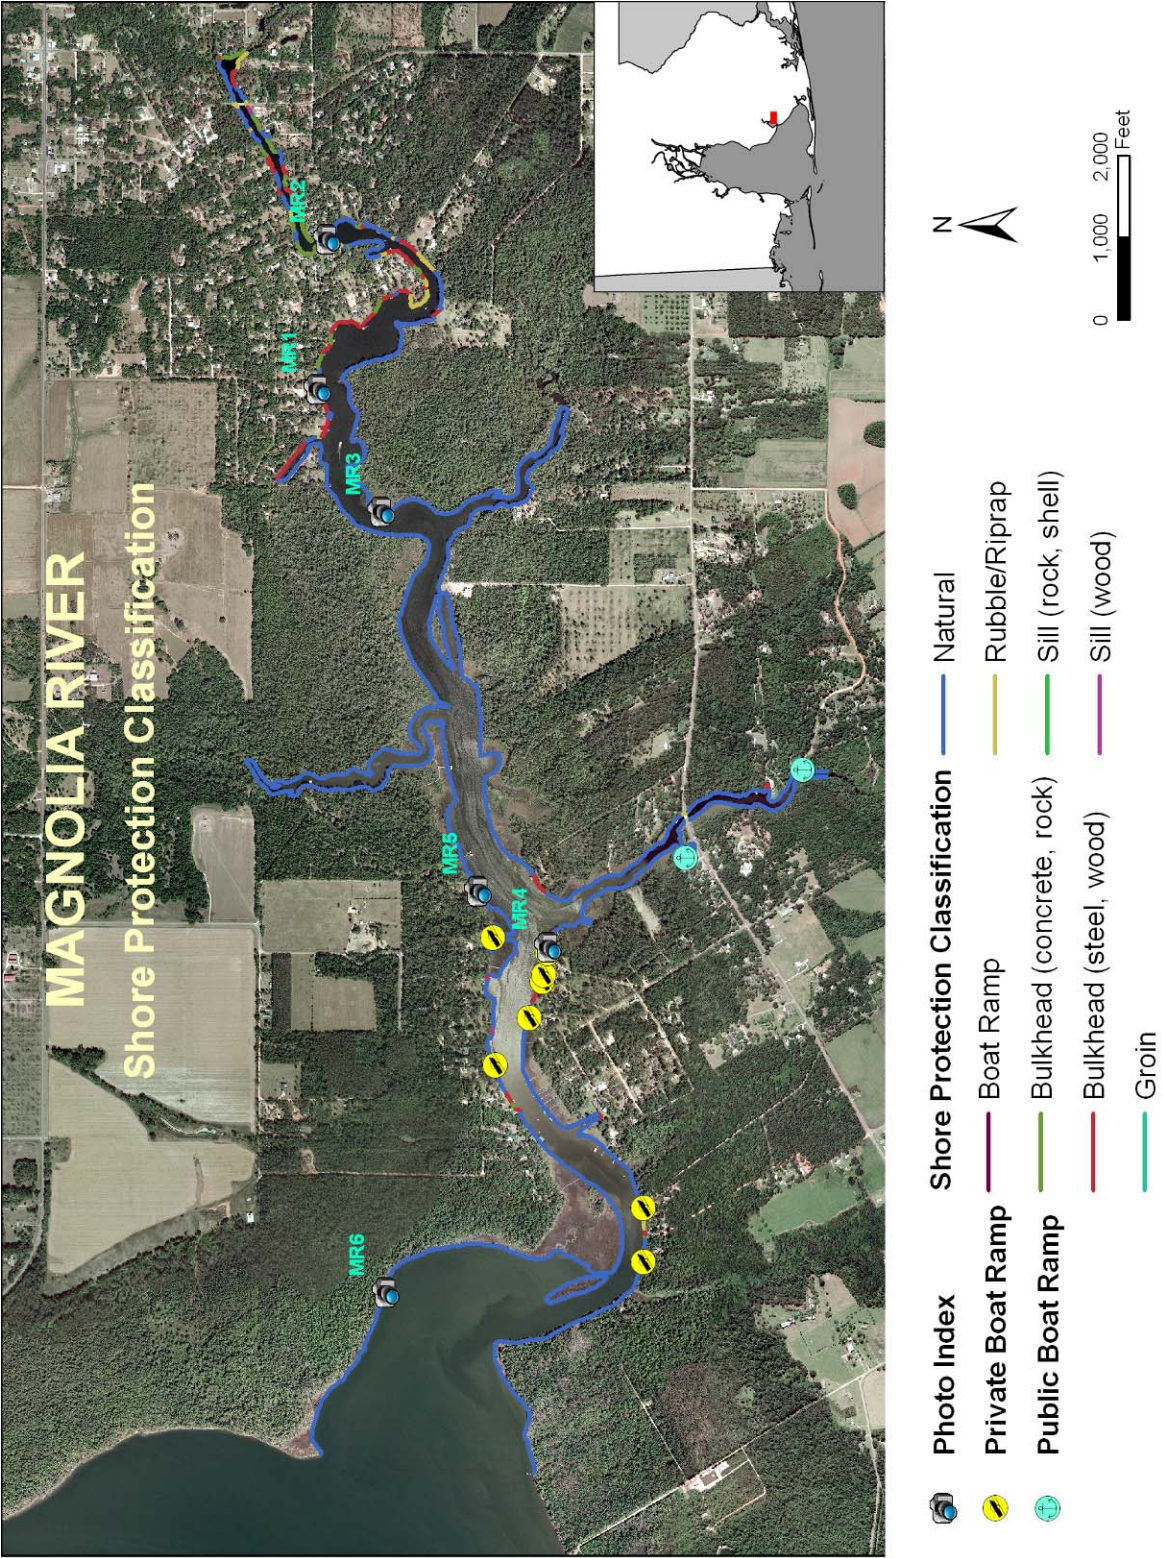 MAGNOLIA RIVER
Shore Protection Classification
MR6
MR5
MR4
MR3
MR1
MR2
Photo Index
Private Boat Ramp
Public Boat Ramp
Shore Protection Classification
Boat Ramp
Bulkhead (concrete, rock)
Bulkhead (steel, wood)
Groin
Natural
Rubble/Riprap
Sill (rock, shell)
Sill (wood)
N
0 1,000 2,000
Feet